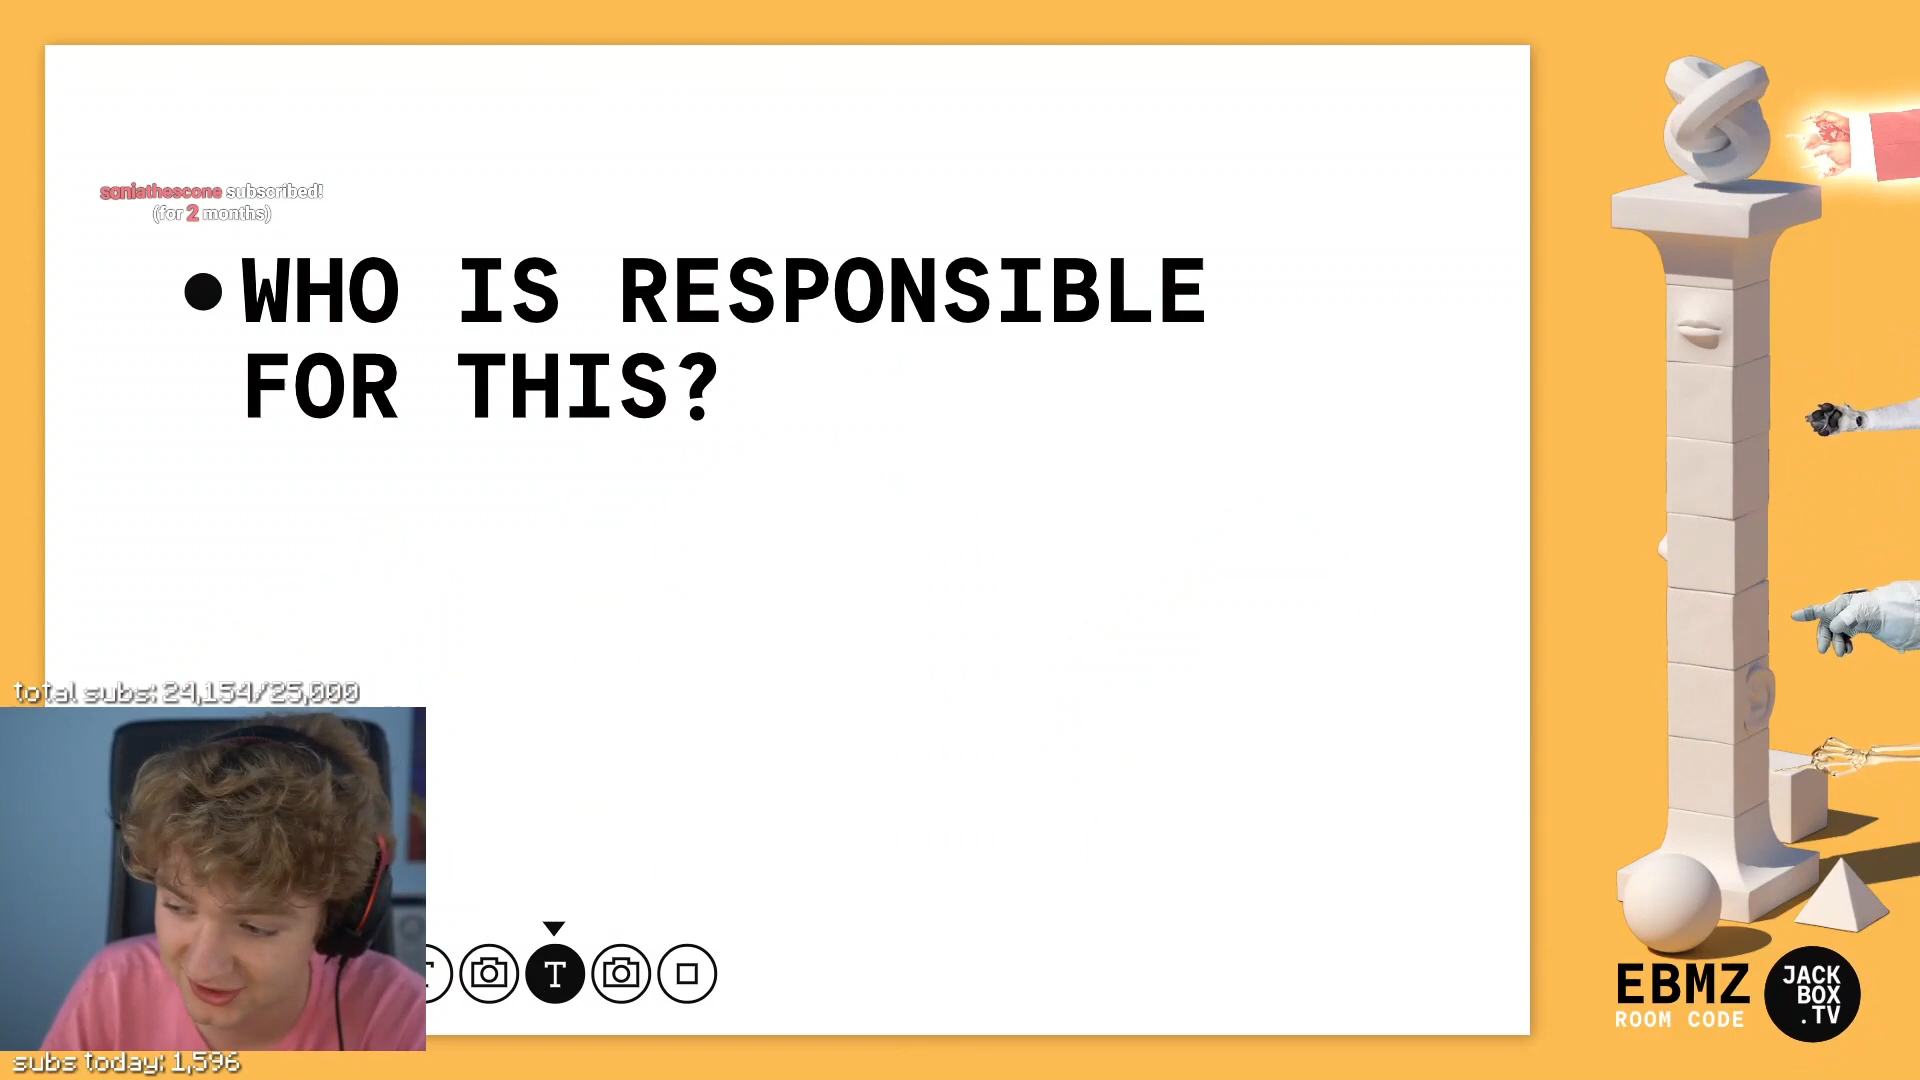 saniathescone subscribed!
(for 2 months)
•WHO IS RESPONSIBLE
FOR THIS?
total subs: 24,154/25,000
T
EBMZ
ROOM CODE
JACK
BOX
.TV
subs today: 1,596